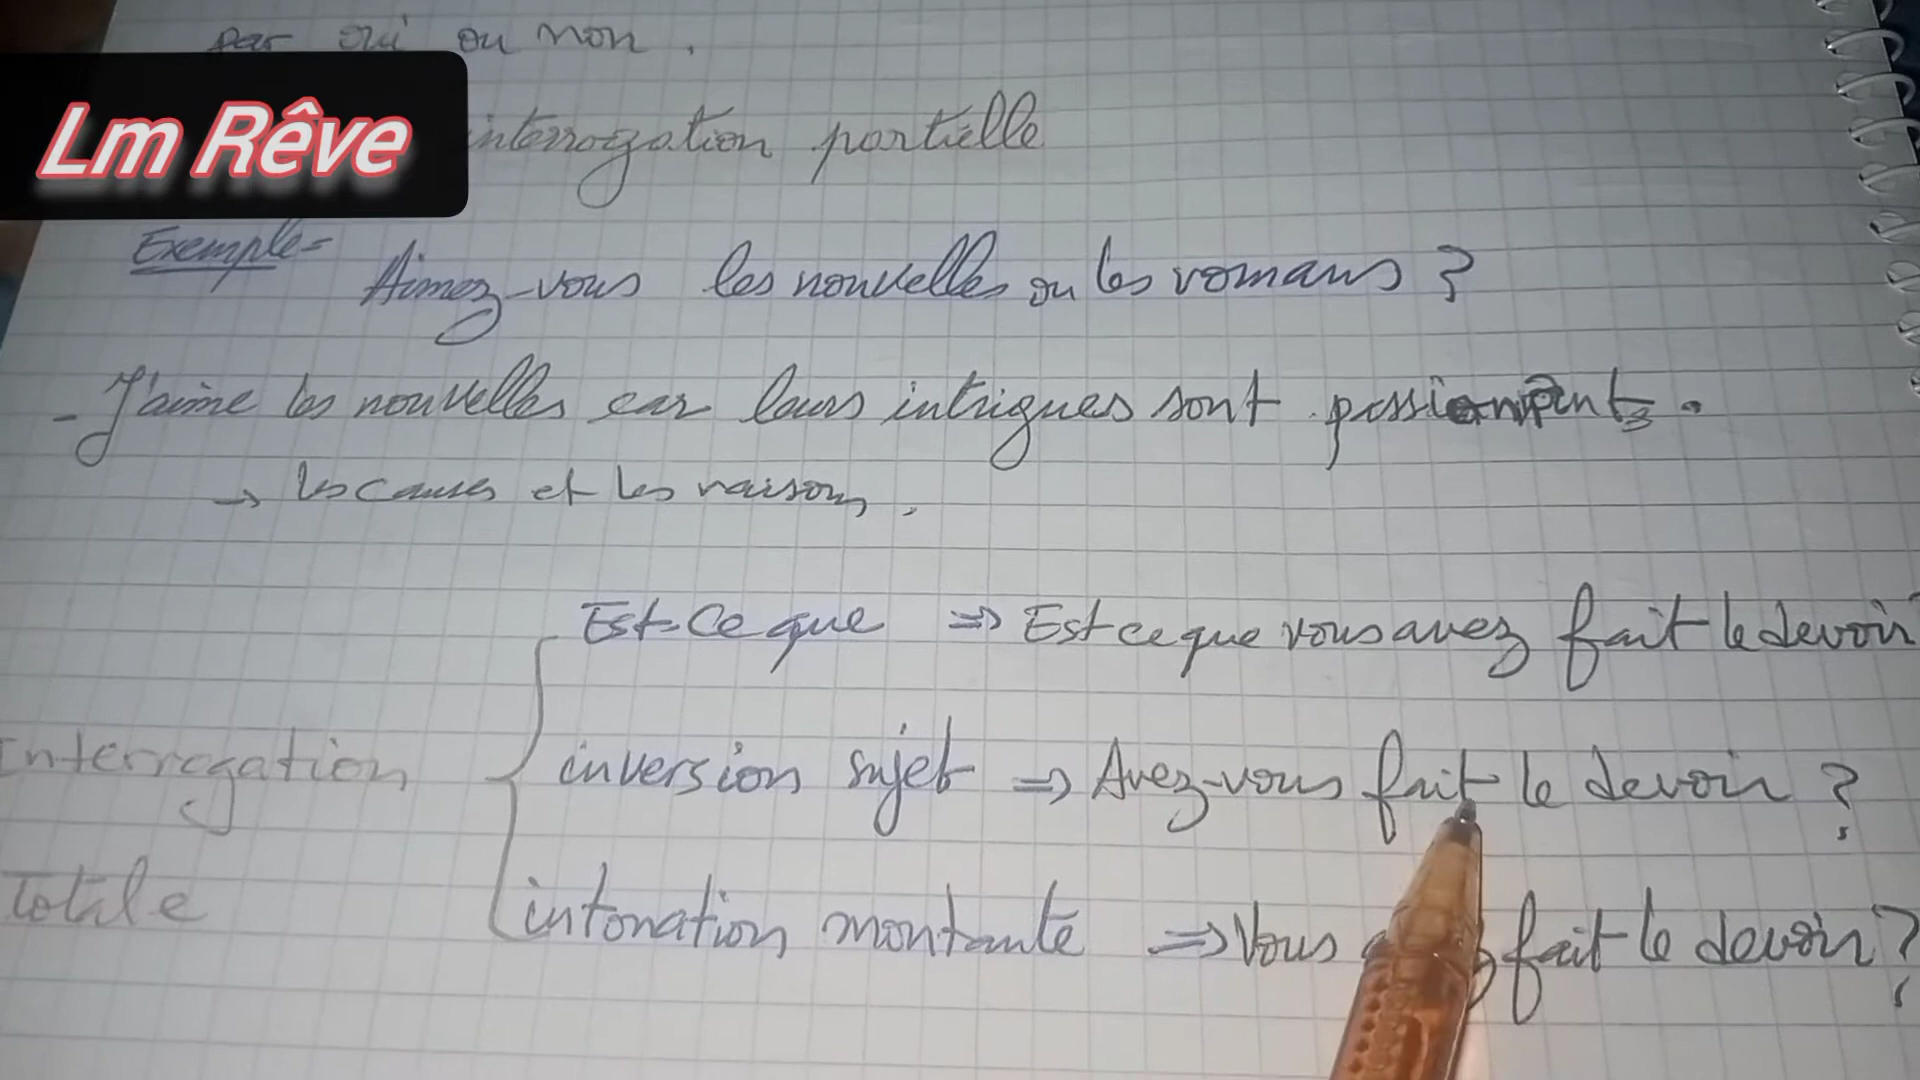 par oui ou non.
Lm Rêve
interrogation partielle
Exemple= Aimez-vous les nouvelles ou les romans ?
- J'aime les nouvelles car leurs intrigues sont passionnants.
→ les causes et les raisons.
Est-ce que ⇒ Est ce que vous avez fait le devoir?
Interrogation inversion sujet ⇒ Avez-vous fait le devoir ?
Totale intonation montante ⇒ Vous fait le devoir ?